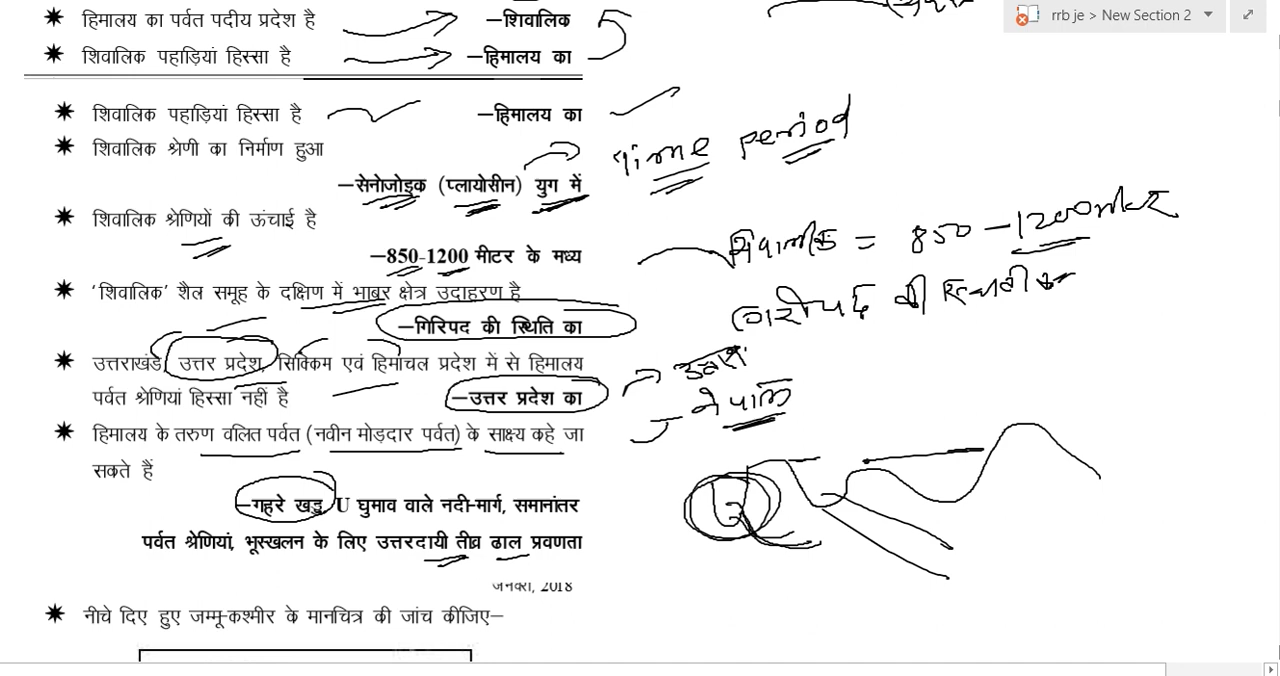 rrb je > New Section 2
✶ हिमालय का पर्वत पदीय प्रदेश है –शिवालिक
✶ शिवालिक पहाड़ियां हिस्सा है –हिमालय का
✶ शिवालिक पहाड़ियां हिस्सा है –हिमालय का
✶ शिवालिक श्रेणी का निर्माण हुआ
Time period
–सेनोजोइक (प्लायोसीन) युग में
✶ शिवालिक श्रेणियों की ऊंचाई है
शिवालिक = 850 – 1200 मीटर
–850-1200 मीटर के मध्य
✶ 'शिवालिक' शैल समूह के दक्षिण में भाबर क्षेत्र उदाहरण है
गिरीपद की स्थिती का
–गिरिपद की स्थिति का
✶ उत्तराखंड, उत्तर प्रदेश, सिक्किम एवं हिमाचल प्रदेश में से हिमालय
पर्वत श्रेणियां हिस्सा नहीं है –उत्तर प्रदेश का
नेपाल
✶ हिमालय के तरुण वलित पर्वत (नवीन मोड़दार पर्वत) के साक्ष्य कहे जा
सकते हैं
–गहरे खड्ड, U घुमाव वाले नदी-मार्ग, समानांतर
पर्वत श्रेणियां, भूस्खलन के लिए उत्तरदायी तीव्र ढाल प्रवणता
2018
✶ नीचे दिए हुए जम्मू-कश्मीर के मानचित्र की जांच कीजिए–